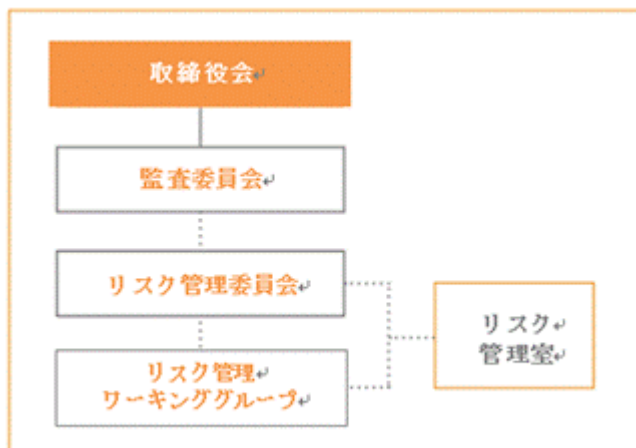 取締役会
監査委員会
リスク管理委員会
リスク管理
ワーキンググループ
リスク
管理室